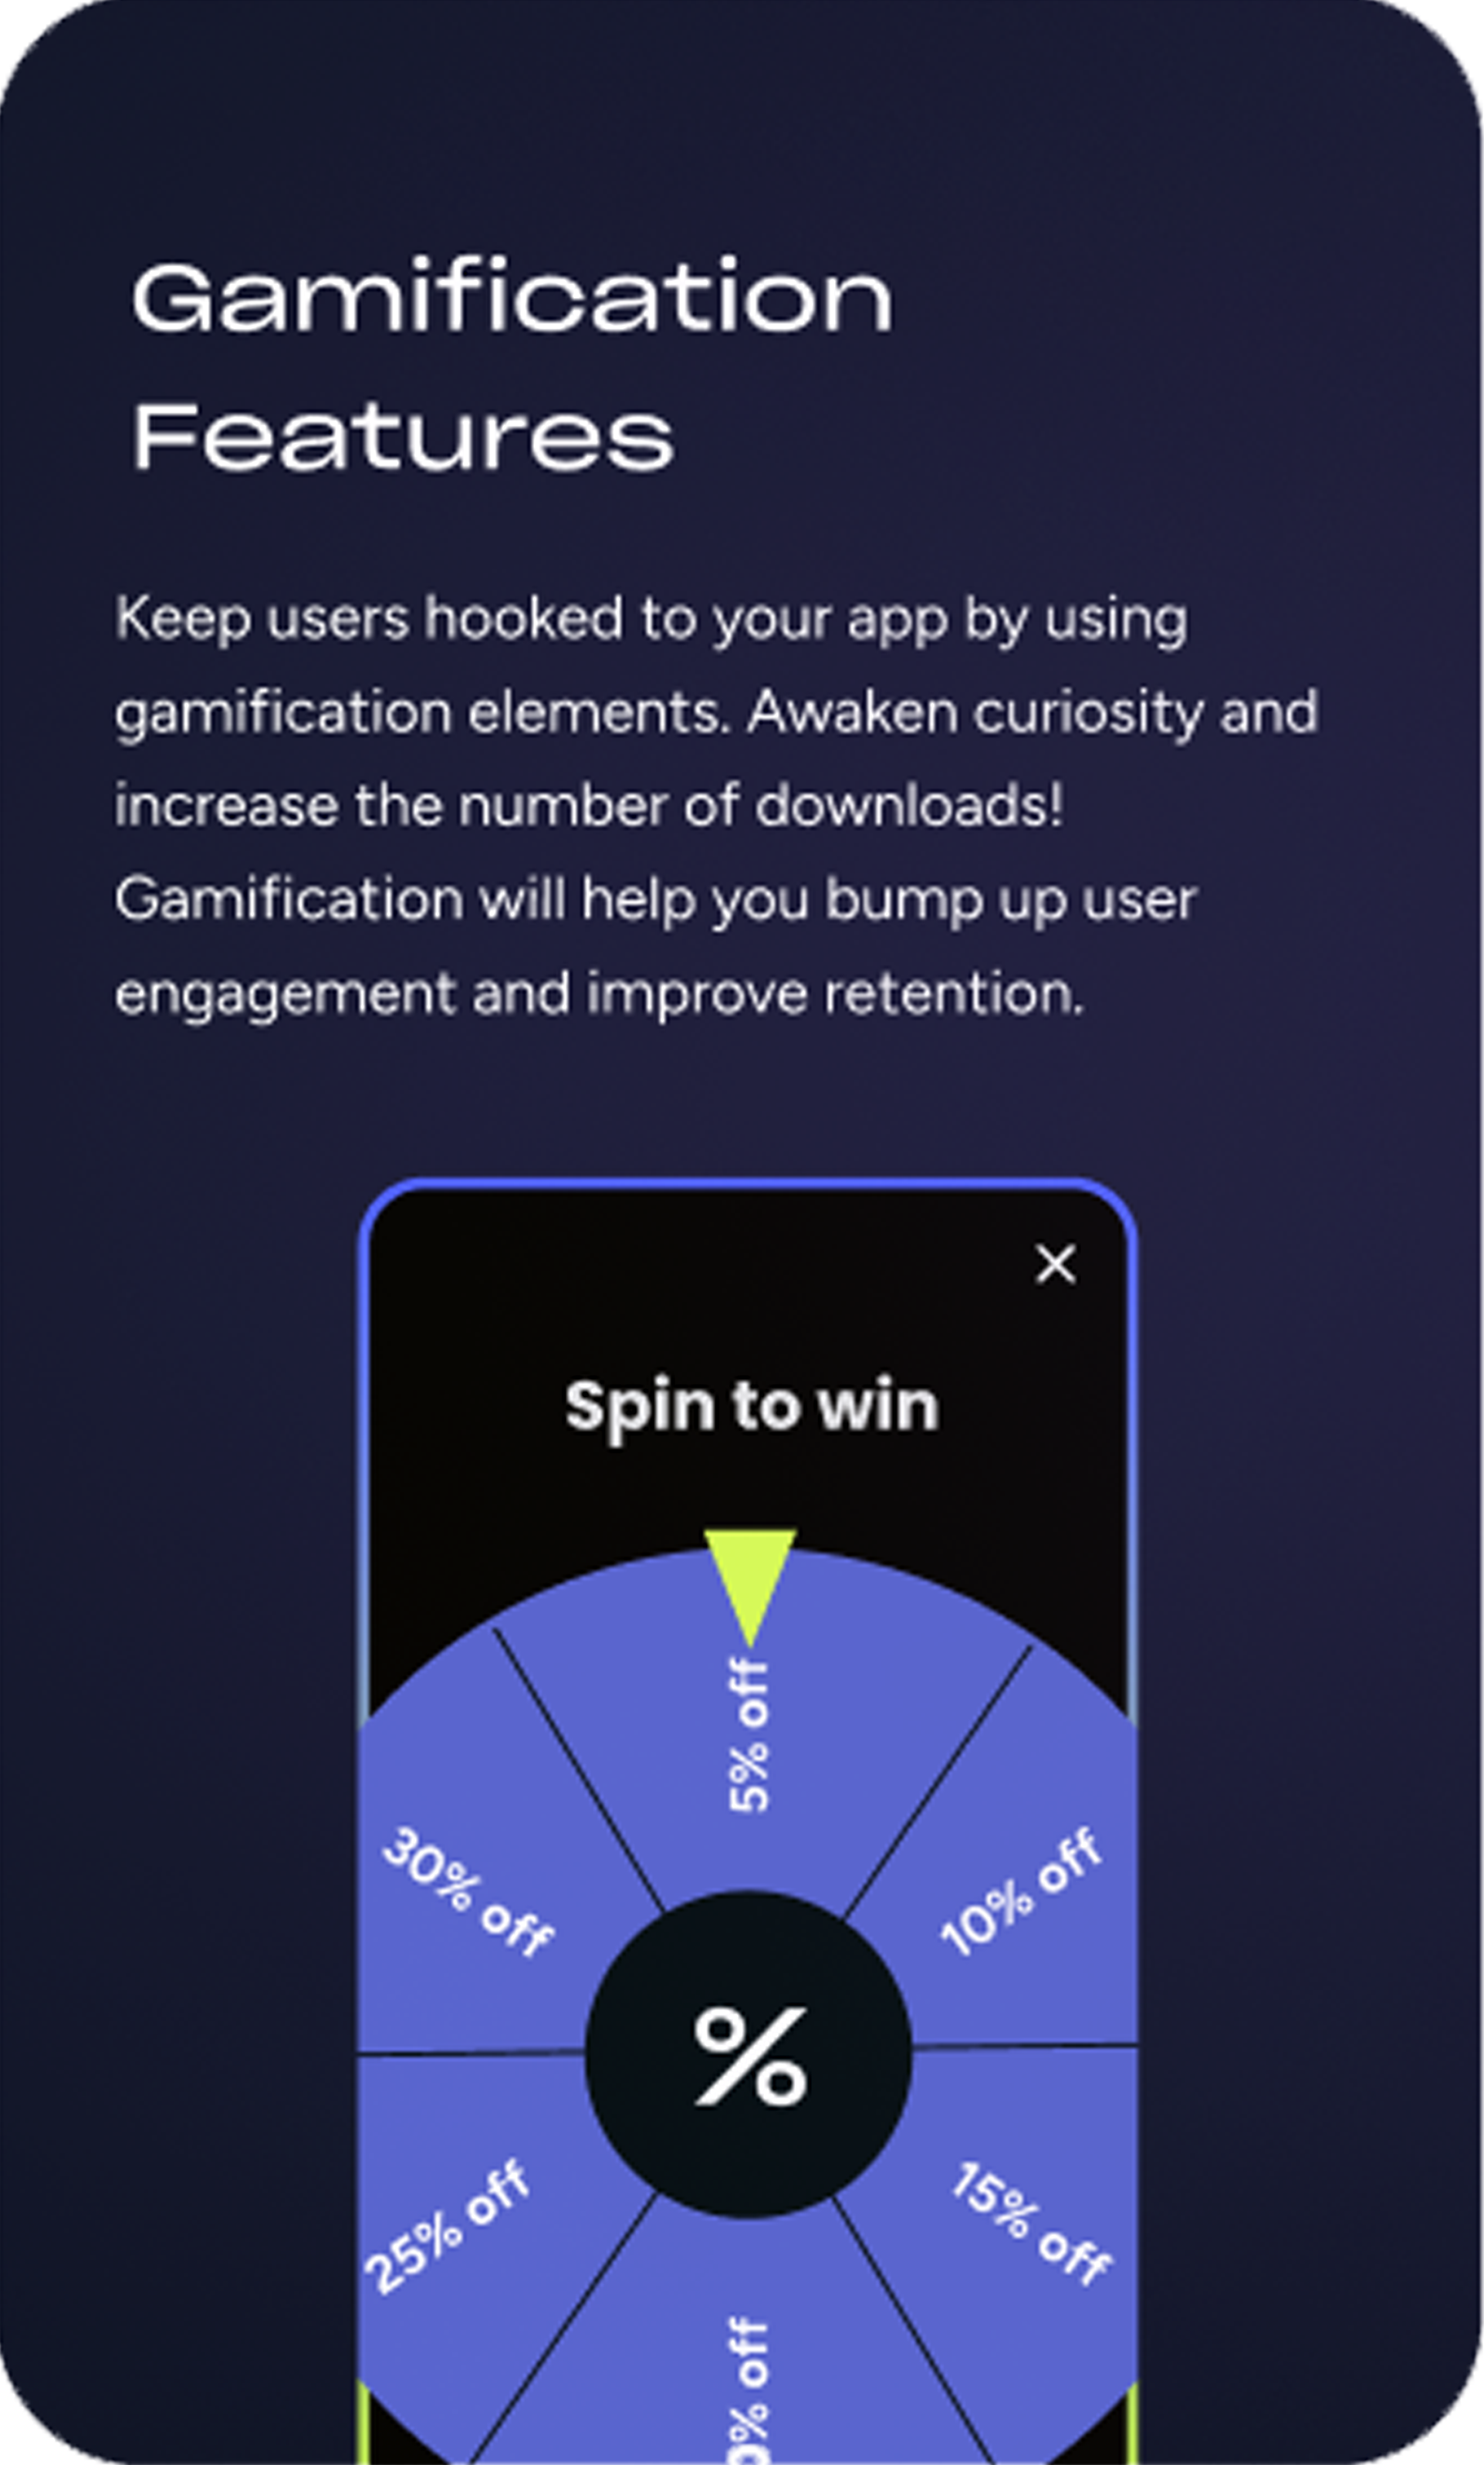 Gamification
Features
Keep users hooked to your app by using
gamification elements. Awaken curiosity and
increase the number of downloads!
Gamification will help you bump up user
engagement and improve retention.
Spin to win
5% off
30% off
10% off
%
25% off
15% off
0% off